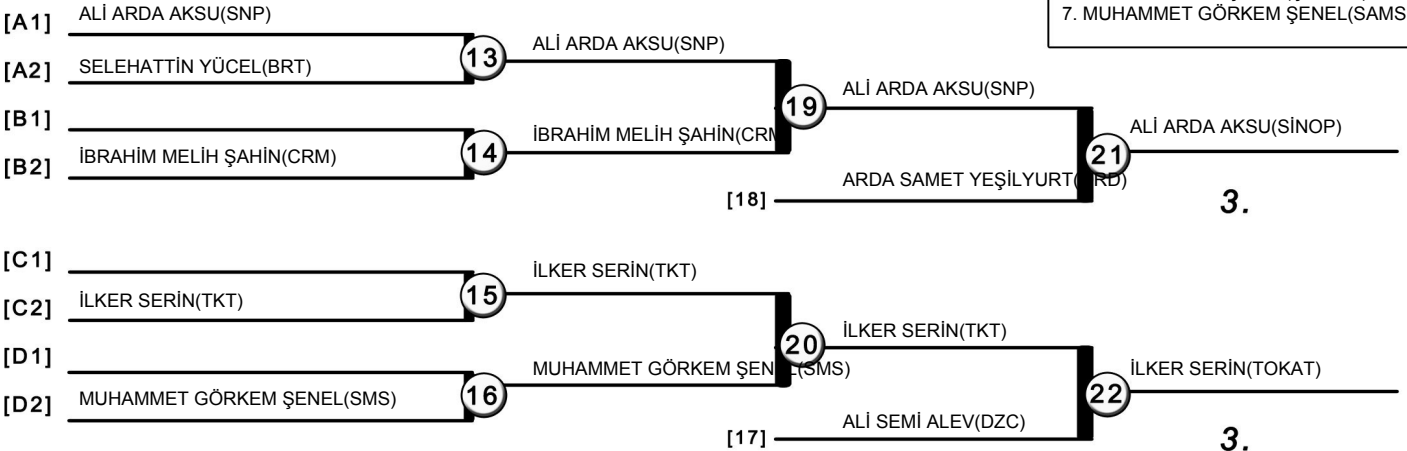 7. MUHAMMET GÖRKEM ŞENEL(SAMS
[A1] ALİ ARDA AKSU(SNP)
[A2] SELEHATTİN YÜCEL(BRT)
13
ALİ ARDA AKSU(SNP)
[B1]
[B2] İBRAHİM MELİH ŞAHİN(CRM)
14
İBRAHİM MELİH ŞAHİN(CRM
19
ALİ ARDA AKSU(SNP)
[18] ARDA SAMET YEŞİLYURT( RD)
21
ALİ ARDA AKSU(SİNOP)
3.
[C1]
[C2] İLKER SERİN(TKT)
15
İLKER SERİN(TKT)
[D1]
[D2] MUHAMMET GÖRKEM ŞENEL(SMS)
16
MUHAMMET GÖRKEM ŞENEL(SMS)
20
İLKER SERİN(TKT)
[17] ALİ SEMİ ALEV(DZC)
22
İLKER SERİN(TOKAT)
3.